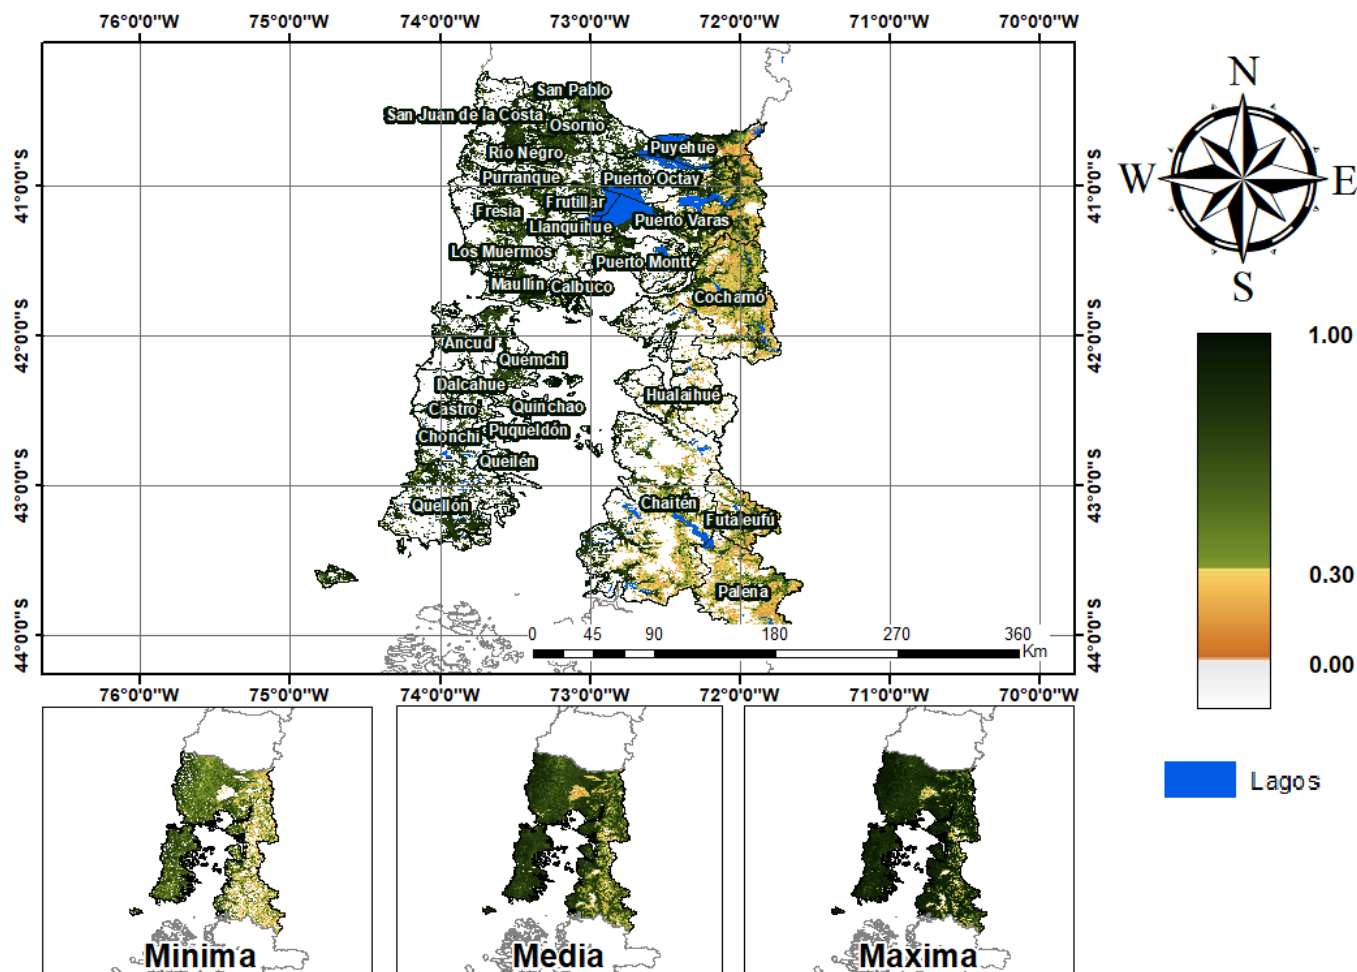 76°0'0"W 75°0'0"W 74°0'0"W 73°0'0"W 72°0'0"W 71°0'0"W 70°0'0"W
San Pablo
San Juan de la Costa
Osorno
Puyehue
Río Negro
Purranque
Puerto Octay
Frutillar
Fresia
Puerto Varas
Llanquihue
Los Muermos
Puerto Montt
Maullín
Calbuco
Cochamó
Ancud
Quemchi
Dalcahue
Hualaihué
Castro
Quinchao
Chonchi
Puqueldón
Queilén
Quellón
Chaitén
Futaleufú
Palena
41°0'0"S
42°0'0"S
43°0'0"S
44°0'0"S
41°0'0"S
42°0'0"S
43°0'0"S
44°0'0"S
0 45 90 180 270 360
Km
76°0'0"W 75°0'0"W 74°0'0"W 73°0'0"W 72°0'0"W 71°0'0"W 70°0'0"W
N
W E
S
1.00
0.30
0.00
Lagos
Minima
Media
Maxima